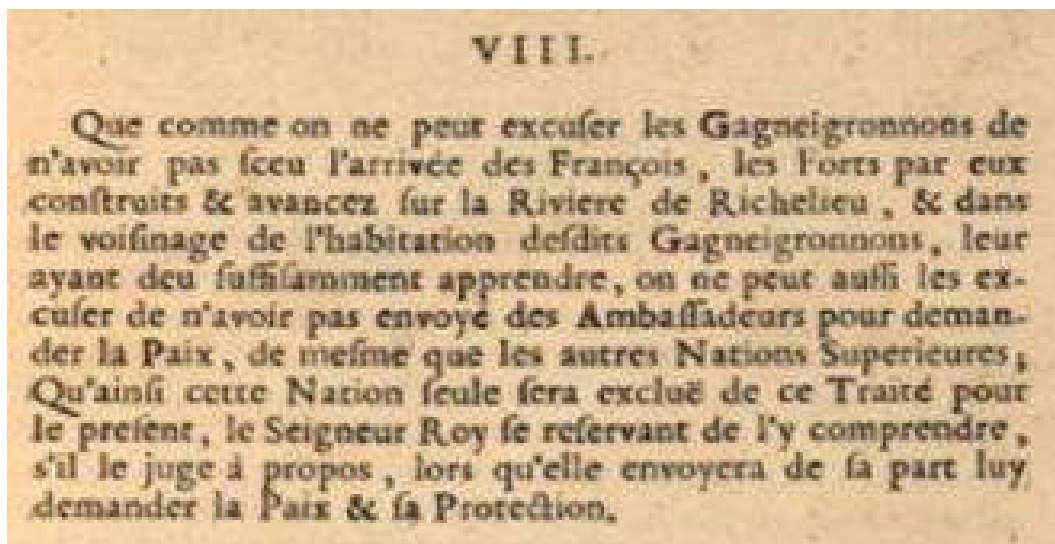 VIII.
Que comme on ne peut excuſer les Gagneigronnons de
n'avoir pas ſceu l'arrivée des François, les Forts par eux
conſtruits & avancez ſur la Riviere de Richelieu, & dans
le voiſinage de l'habitation deſdits Gagneigronnons, leur
ayant deu ſuffiſamment apprendre, on ne peut auſſi les ex-
cuſer de n'avoir pas envoyé des Ambaſſadeurs pour deman-
der la Paix, de meſme que les autres Nations Superieures;
Qu'ainſi cette Nation ſeule ſera excluë de ce Traité pour
le preſent, le Seigneur Roy ſe reſervant de l'y comprendre,
s'il le juge à propos, lors qu'elle envoyera de ſa part luy
demander la Paix & ſa Protection.